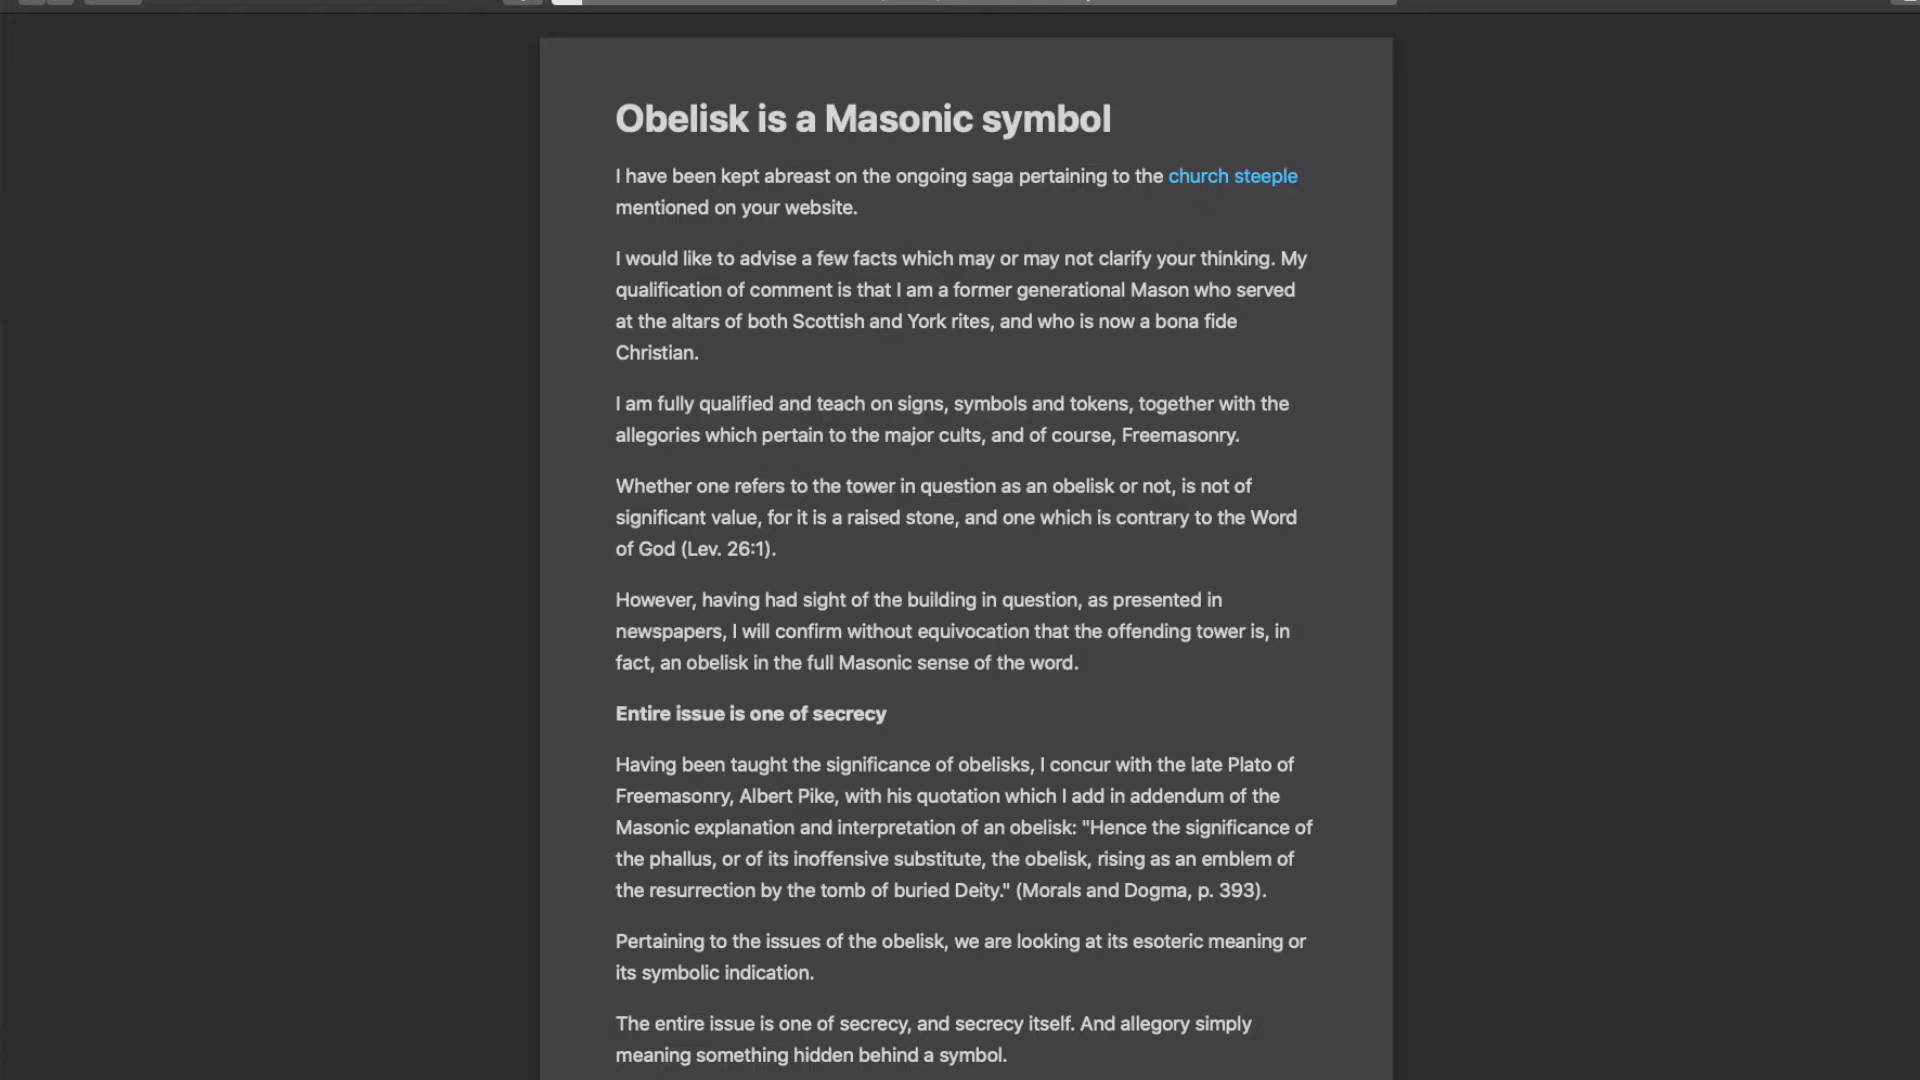 Obelisk is a Masonic symbol
I have been kept abreast on the ongoing saga pertaining to the church steeple
mentioned on your website.
I would like to advise a few facts which may or may not clarify your thinking. My
qualification of comment is that I am a former generational Mason who served
at the altars of both Scottish and York rites, and who is now a bona fide
Christian.
I am fully qualified and teach on signs, symbols and tokens, together with the
allegories which pertain to the major cults, and of course, Freemasonry.
Whether one refers to the tower in question as an obelisk or not, is not of
significant value, for it is a raised stone, and one which is contrary to the Word
of God (Lev. 26:1).
However, having had sight of the building in question, as presented in
newspapers, I will confirm without equivocation that the offending tower is, in
fact, an obelisk in the full Masonic sense of the word.
Entire issue is one of secrecy
Having been taught the significance of obelisks, I concur with the late Plato of
Freemasonry, Albert Pike, with his quotation which I add in addendum of the
Masonic explanation and interpretation of an obelisk: "Hence the significance of
the phallus, or of its inoffensive substitute, the obelisk, rising as an emblem of
the resurrection by the tomb of buried Deity." (Morals and Dogma, p. 393).
Pertaining to the issues of the obelisk, we are looking at its esoteric meaning or
its symbolic indication.
The entire issue is one of secrecy, and secrecy itself. And allegory simply
meaning something hidden behind a symbol.